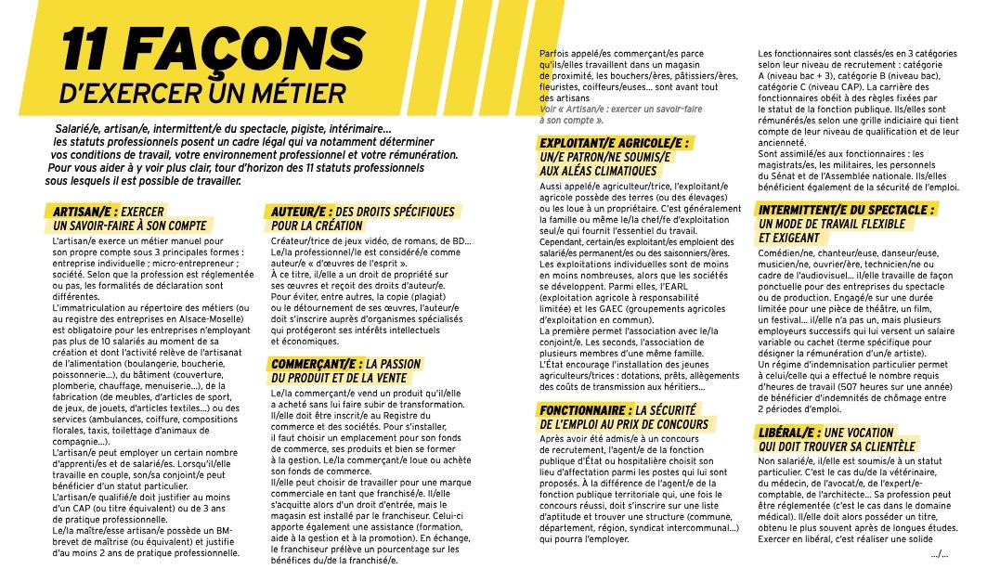 11 FAÇONS
D'EXERCER UN MÉTIER
Salarié/e, artisan/e, intermittent/e du spectacle, pigiste, intérimaire...
les statuts professionnels posent un cadre légal qui va notamment déterminer
vos conditions de travail, votre environnement professionnel et votre rémunération.
Pour vous aider à y voir plus clair, tour d'horizon des 11 statuts professionnels
sous lesquels il est possible de travailler.
ARTISAN/E : EXERCER
UN SAVOIR-FAIRE À SON COMPTE
L'artisan/e exerce un métier manuel pour
son propre compte sous 3 principales formes :
entreprise individuelle ; micro-entrepreneur ;
société. Selon que la profession est réglementée
ou pas, les formalités de déclaration sont
différentes.
L'immatriculation au répertoire des métiers (ou
au registre des entreprises en Alsace-Moselle)
est obligatoire pour les entreprises n'employant
pas plus de 10 salariés au moment de sa
création et dont l'activité relève de l'artisanat
de l'alimentation (boulangerie, boucherie,
poissonnerie...), du bâtiment (couverture,
plomberie, chauffage, menuiserie...), de la
fabrication (de meubles, d'articles de sport,
de jeux, de jouets, d'articles textiles...) ou des
services (ambulances, coiffure, compositions
florales, taxis, toilettage d'animaux de
compagnie...).
L'artisan/e peut employer un certain nombre
d'apprenti/es et de salarié/es. Lorsqu'il/elle
travaille en couple, son/sa conjoint/e peut
bénéficier d'un statut particulier.
L'artisan/e qualifié/e doit justifier au moins
d'un CAP (ou titre équivalent) ou de 3 ans
de pratique professionnelle.
Le/la maître/esse artisan/e possède un BM-
brevet de maîtrise (ou équivalent) et justifie
d'au moins 2 ans de pratique professionnelle.
AUTEUR/E : DES DROITS SPÉCIFIQUES
POUR LA CRÉATION
Créateur/trice de jeux vidéo, de romans, de BD...
Le/la professionnel/le est considéré/e comme
auteur/e « d'œuvres de l'esprit ».
À ce titre, il/elle a un droit de propriété sur
ses œuvres et reçoit des droits d'auteur/e.
Pour éviter, entre autres, la copie (plagiat)
ou le détournement de ses œuvres, l'auteur/e
doit s'inscrire auprès d'organismes spécialisés
qui protégeront ses intérêts intellectuels
et économiques.
COMMERÇANT/E : LA PASSION
DU PRODUIT ET DE LA VENTE
Le/la commerçant/e vend un produit qu'il/elle
a acheté sans lui faire subir de transformation.
Il/elle doit être inscrit/e au Registre du
commerce et des sociétés. Pour s'installer,
il faut choisir un emplacement pour son fonds
de commerce, ses produits et bien se former
à la gestion. Le/la commerçant/e loue ou achète
son fonds de commerce.
Il/elle peut choisir de travailler pour une marque
commerciale en tant que franchisé/e. Il/elle
s'acquitte alors d'un droit d'entrée, mais le
magasin est installé par le franchiseur. Celui-ci
apporte également une assistance (formation,
aide à la gestion et à la promotion). En échange,
le franchiseur prélève un pourcentage sur les
bénéfices du/de la franchisé/e.
Parfois appelé/es commerçant/es parce
qu'ils/elles travaillent dans un magasin
de proximité, les bouchers/ères, pâtissiers/ères,
fleuristes, coiffeurs/euses... sont avant tout
des artisans
Voir « Artisan/e : exercer un savoir-faire
à son compte ».
EXPLOITANT/E AGRICOLE/E :
UN/E PATRON/NE SOUMIS/E
AUX ALÉAS CLIMATIQUES
Aussi appelé/e agriculteur/trice, l'exploitant/e
agricole possède des terres (ou des élevages)
ou les loue à un propriétaire. C'est généralement
la famille ou même le/la chef/fe d'exploitation
seul/e qui fournit l'essentiel du travail.
Cependant, certain/es exploitant/es emploient des
salarié/es permanent/es ou des saisonniers/ères.
Les exploitations individuelles sont de moins
en moins nombreuses, alors que les sociétés
se développent. Parmi elles, l'EARL
(exploitation agricole à responsabilité
limitée) et les GAEC (groupements agricoles
d'exploitation en commun).
La première permet l'association avec le/la
conjoint/e. Les seconds, l'association de
plusieurs membres d'une même famille.
L'État encourage l'installation des jeunes
agriculteurs/trices : dotations, prêts, allègements
des coûts de transmission aux héritiers...
FONCTIONNAIRE : LA SÉCURITÉ
DE L'EMPLOI AU PRIX DE CONCOURS
Après avoir été admis/e à un concours
de recrutement, l'agent/e de la fonction
publique d'État ou hospitalière choisit son
lieu d'affectation parmi les postes qui lui sont
proposés. À la différence de l'agent/e de la
fonction publique territoriale qui, une fois le
concours réussi, doit s'inscrire sur une liste
d'aptitude et trouver une structure (commune,
département, région, syndicat intercommunal...)
qui pourra l'employer.
Les fonctionnaires sont classés/es en 3 catégories
selon leur niveau de recrutement : catégorie
A (niveau bac + 3), catégorie B (niveau bac),
catégorie C (niveau CAP). La carrière des
fonctionnaires obéit à des règles fixées par
le statut de la fonction publique. Ils/elles sont
rémunérés/es selon une grille indiciaire qui tient
compte de leur niveau de qualification et de leur
ancienneté.
Sont assimilé/es aux fonctionnaires : les
magistrats/es, les militaires, les personnels
du Sénat et de l'Assemblée nationale. Ils/elles
bénéficient également de la sécurité de l'emploi.
INTERMITTENT/E DU SPECTACLE :
UN MODE DE TRAVAIL FLEXIBLE
ET EXIGEANT
Comédien/ne, chanteur/euse, danseur/euse,
musicien/ne, ouvrier/ère, technicien/ne ou
cadre de l'audiovisuel... il/elle travaille de façon
ponctuelle pour des entreprises du spectacle
ou de production. Engagé/e sur une durée
limitée pour une pièce de théâtre, un film,
un festival... il/elle n'a pas un, mais plusieurs
employeurs successifs qui lui versent un salaire
variable ou cachet (terme spécifique pour
désigner la rémunération d'un/e artiste).
Un régime d'indemnisation particulier permet
à celui/celle qui a effectué le nombre requis
d'heures de travail (507 heures sur une année)
de bénéficier d'indemnités de chômage entre
2 périodes d'emploi.
LIBÉRAL/E : UNE VOCATION
QUI DOIT TROUVER SA CLIENTÈLE
Non salarié/e, il/elle est soumis/e à un statut
particulier. C'est le cas du/de la vétérinaire,
du médecin, de l'avocat/e, de l'expert/e-
comptable, de l'architecte... Sa profession peut
être réglementée (c'est le cas dans le domaine
médical). Il/elle doit alors posséder un titre,
obtenu le plus souvent après de longues études.
Exercer en libéral, c'est réaliser une solide
.../...